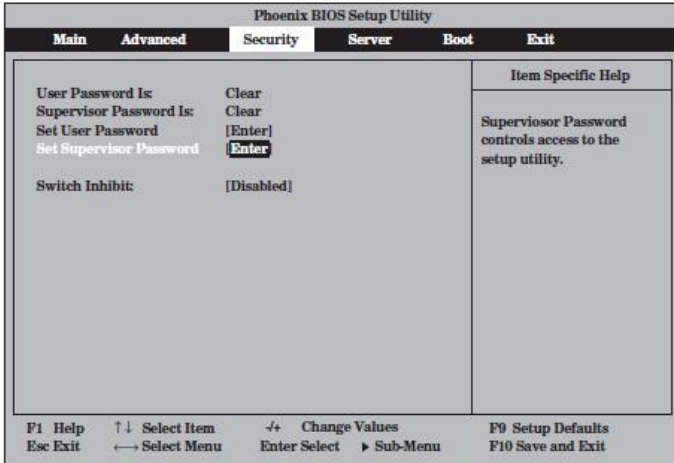 Phoenix BIOS Setup Utility
Main Advanced Security Server Boot Exit
User Password Is: Clear
Supervisor Password Is: Clear
Set User Password [Enter]
Set Supervisor Password [Enter]
Switch Inhibit: [Disabled]
Item Specific Help
Superviosor Password
controls access to the
setup utility.
F1 Help ↑↓ Select Item -/+ Change Values F9 Setup Defaults
Esc Exit ←→ Select Menu Enter Select ▶ Sub-Menu F10 Save and Exit